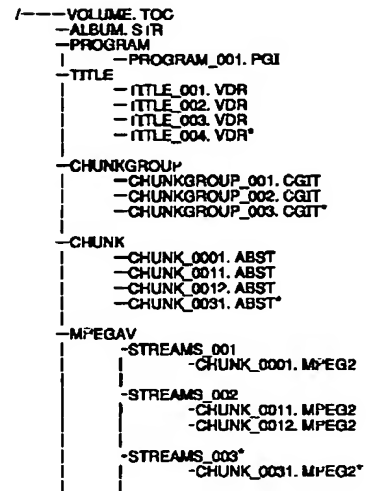 /----VOLUME. TOC
-ALBUM. STR
-PROGRAM
-PROGRAM_001. PGI
-TITLE
-TITLE_001. VDR
-TITLE_002. VDR
-TITLE_003. VDR
-TITLE_004. VDR*
-CHUNKGROUP
-CHUNKGROUP_001. CGIT
-CHUNKGROUP_002. CGIT
-CHUNKGROUP_003. CGIT*
-CHUNK
-CHUNK_0001. ABST
-CHUNK_0011. ABST
-CHUNK_0012. ABST
-CHUNK_0031. ABST*
-MPEGAV
-STREAMS_001
-CHUNK_0001. MPEG2
-STREAMS_002
-CHUNK_0011. MPEG2
-CHUNK_0012. MPEG2
-STREAMS_003*
-CHUNK_0031. MPEG2*